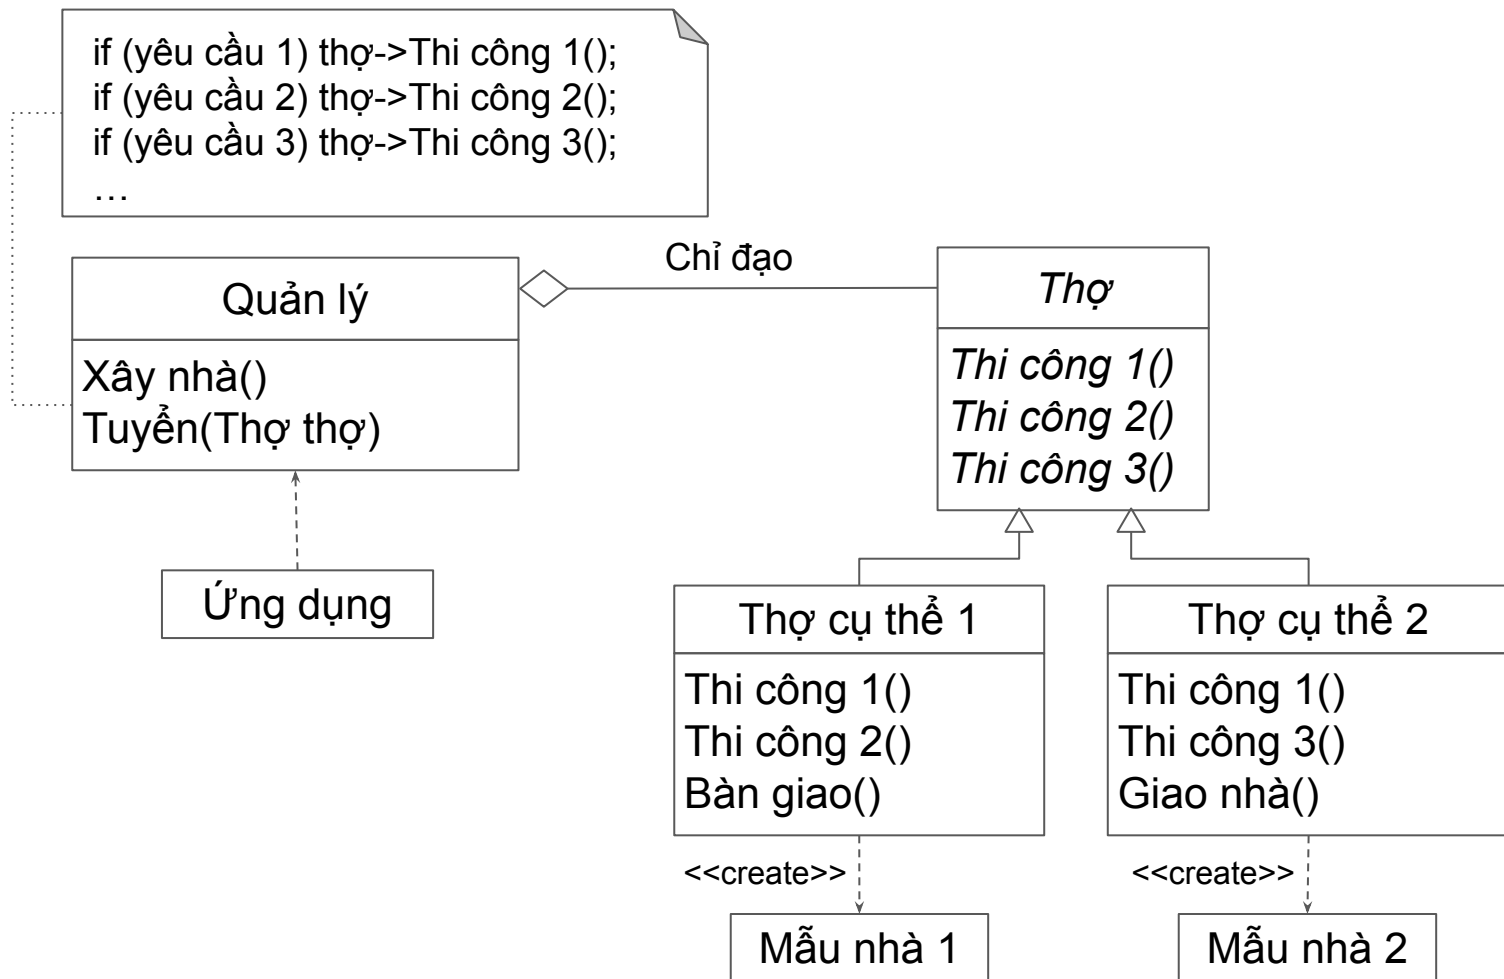 if (yêu cầu 1) thợ->Thi công 1();
if (yêu cầu 2) thợ->Thi công 2();
if (yêu cầu 3) thợ->Thi công 3();
…
Chỉ đạo
Quản lý
Xây nhà()
Tuyển(Thợ thợ)
Thợ
Thi công 1()
Thi công 2()
Thi công 3()
Ứng dụng
Thợ cụ thể 1
Thi công 1()
Thi công 2()
Bàn giao()
Thợ cụ thể 2
Thi công 1()
Thi công 3()
Giao nhà()
<<create>>
<<create>>
Mẫu nhà 1
Mẫu nhà 2